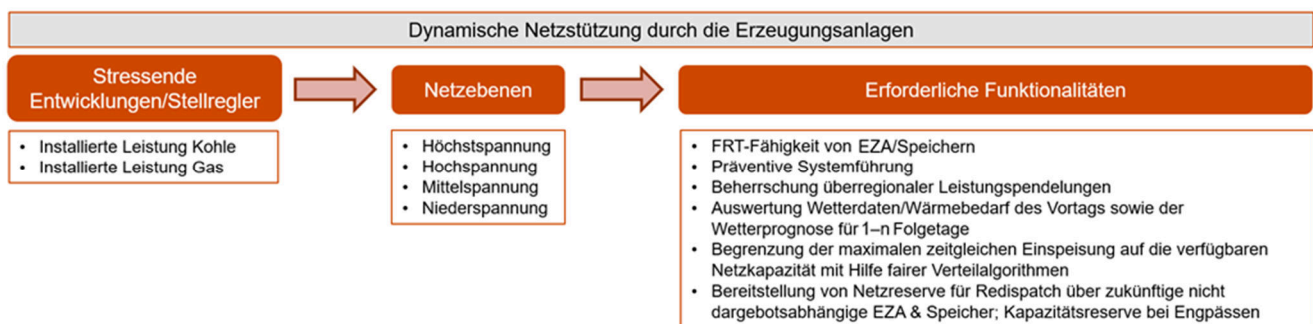 Dynamische Netzstützung durch die Erzeugungsanlagen
Stressende
Entwicklungen/Stellregler
• Installierte Leistung Kohle
• Installierte Leistung Gas
Netzebenen
• Höchstspannung
• Hochspannung
• Mittelspannung
• Niederspannung
Erforderliche Funktionalitäten
• FRT-Fähigkeit von EZA/Speichern
• Präventive Systemführung
• Beherrschung überregionaler Leistungspendelungen
• Auswertung Wetterdaten/Wärmebedarf des Vortags sowie der
Wetterprognose für 1–n Folgetage
• Begrenzung der maximalen zeitgleichen Einspeisung auf die verfügbaren
Netzkapazität mit Hilfe fairer Verteilalgorithmen
• Bereitstellung von Netzreserve für Redispatch über zukünftige nicht
dargebotsabhängige EZA & Speicher; Kapazitätsreserve bei Engpässen